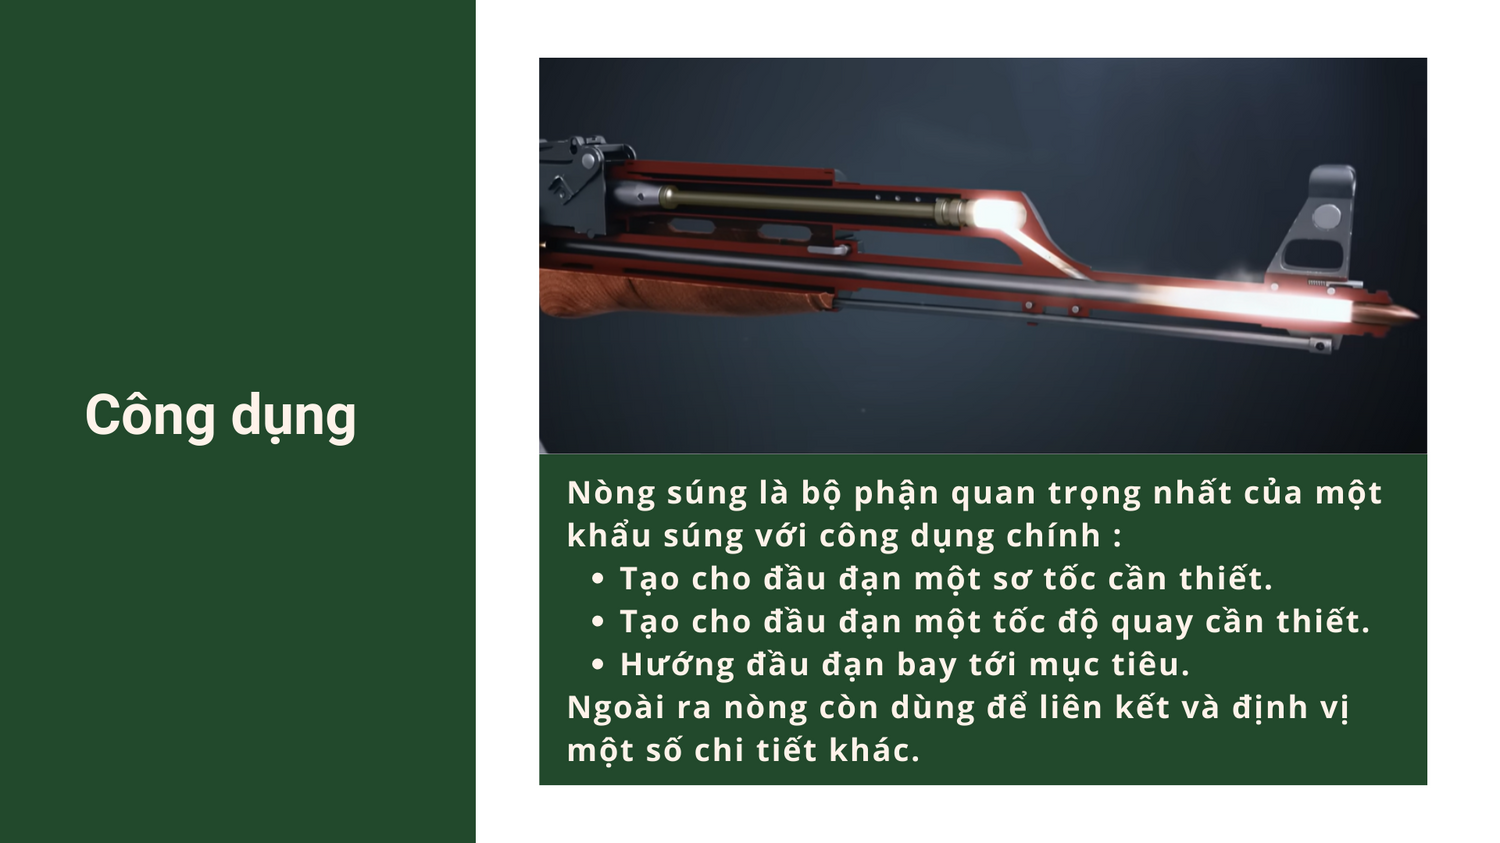 Công dụng
Nòng súng là bộ phận quan trọng nhất của một
khẩu súng với công dụng chính :
• Tạo cho đầu đạn một sơ tốc cần thiết.
• Tạo cho đầu đạn một tốc độ quay cần thiết.
• Hướng đầu đạn bay tới mục tiêu.
Ngoài ra nòng còn dùng để liên kết và định vị
một số chi tiết khác.